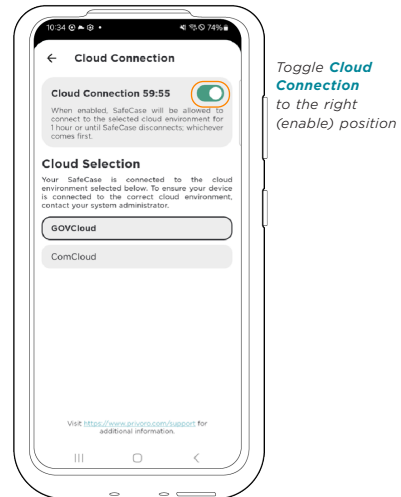 10:34
74%
Cloud Connection
Cloud Connection 59:55
When enabled, SafeCase will be allowed to
connect to the selected cloud environment for
1 hour or until SafeCase disconnects; whichever
comes first.
Cloud Selection
Your SafeCase is connected to the cloud
environment selected below. To ensure your device
is connected to the correct cloud environment,
contact your system administrator.
GOVCloud
ComCloud
Visit https://www.privoro.com/support for
additional information.
Toggle Cloud
Connection
to the right
(enable) position